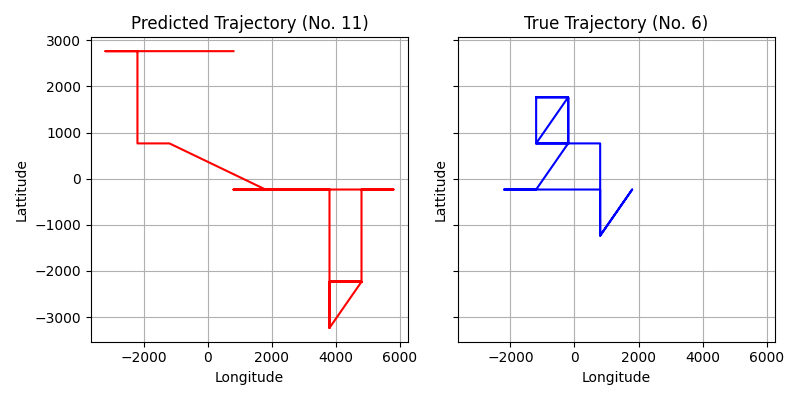 Predicted Trajectory (No. 11)
3000
2000
1000
0
−1000
−2000
−3000
Lattitude
−2000 0 2000 4000 6000
Longitude
True Trajectory (No. 6)
Lattitude
−2000 0 2000 4000 6000
Longitude